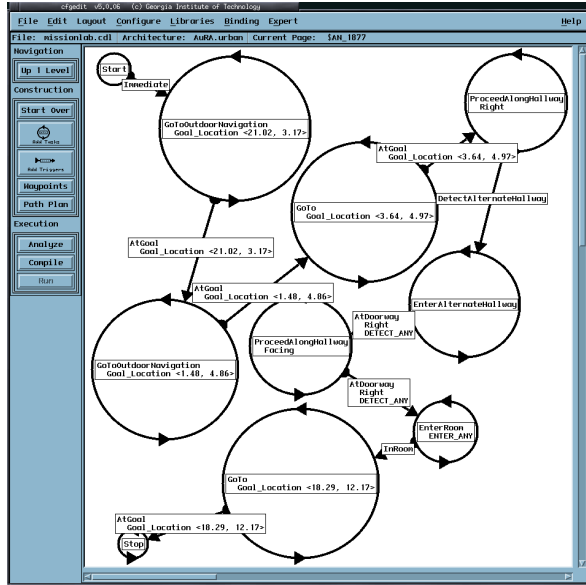 cfgedit v5.0.06 (c) Georgia Institute of Technology
File Edit Layout Configure Libraries Binding Expert Help
File: missionlab.cdl Architecture: AuRA.urban Current Page: $AN_1877
Navigation
Up 1 Level
Construction
Start Over
Add Tasks
Add Triggers
Waypoints
Path Plan
Execution
Analyze
Compile
Run
Start
Immediate
GoToOutdoorNavigation
Goal_Location <21.02, 3.17>
ProceedAlongHallway
Right
AtGoal
Goal_Location <3.64, 4.97>
GoTo
Goal_Location <3.64, 4.97>
DetectAlternateHallway
AtGoal
Goal_Location <21.02, 3.17>
AtGoal
Goal_Location <1.48, 4.86>
EnterAlternateHallway
AtDoorway
Right
DETECT_ANY
ProceedAlongHallway
Facing
GoToOutdoorNavigation
Goal_Location <1.48, 4.86>
AtDoorway
Right
DETECT_ANY
EnterRoom
ENTER_ANY
InRoom
GoTo
Goal_Location <18.29, 12.17>
AtGoal
Goal_Location <18.29, 12.17>
Stop